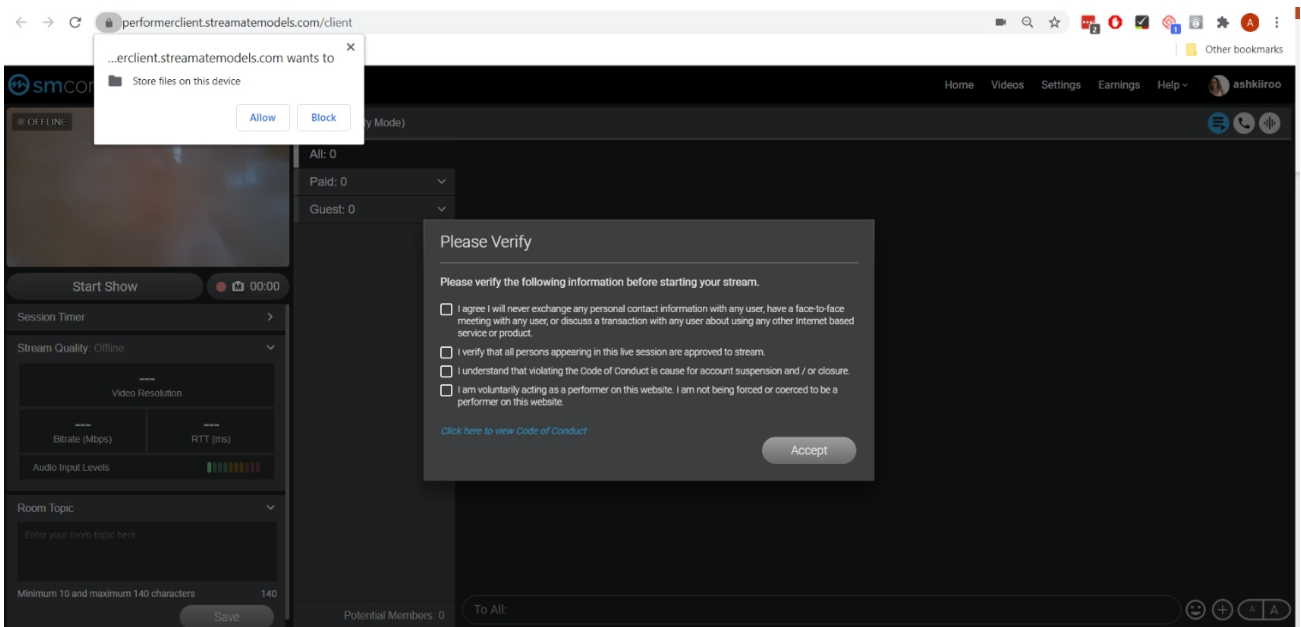 performerclient.streamatemodels.com/client
2
1
A
Other bookmarks
...erclient.streamatemodels.com wants to
Store files on this device
Allow
Block
smcon
Home
Videos
Settings
Earnings
Help
ashkiiroo
OFFLINE
ty Mode)
All: 0
Paid: 0
Guest: 0
Start Show
00:00
Session Timer
Stream Quality: Offline
---
Video Resolution
---
Bitrate (Mbps)
---
RTT (ms)
Audio Input Levels
Room Topic
Enter your room topic here
Minimum 10 and maximum 140 characters
140
Save
Please Verify
Please verify the following information before starting your stream.
I agree I will never exchange any personal contact information with any user, have a face-to-face
meeting with any user, or discuss a transaction with any user about using any other Internet based
service or product.
I verify that all persons appearing in this live session are approved to stream.
I understand that violating the Code of Conduct is cause for account suspension and / or closure.
I am voluntarily acting as a performer on this website. I am not being forced or coerced to be a
performer on this website.
Click here to view Code of Conduct
Accept
Potential Members: 0
To All:
A
A